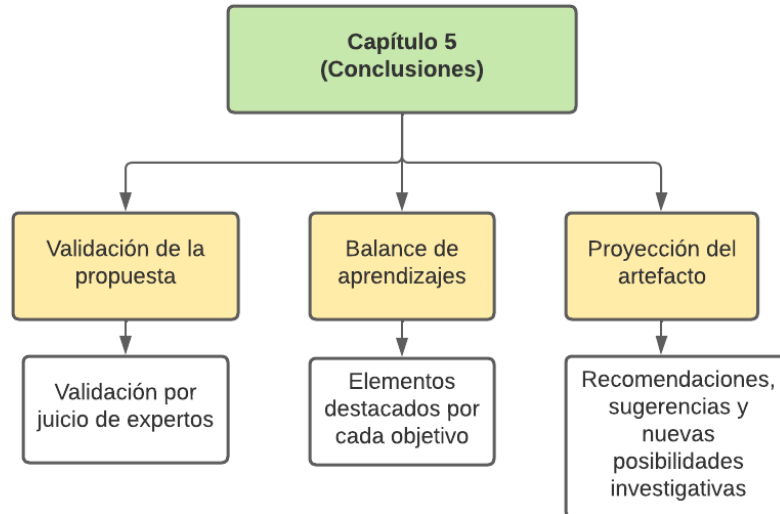 Capítulo 5
(Conclusiones)
Validación de la
propuesta
Balance de
aprendizajes
Proyección del
artefacto
Validación por
juicio de expertos
Elementos
destacados por
cada objetivo
Recomendaciones,
sugerencias y
nuevas
posibilidades
investigativas